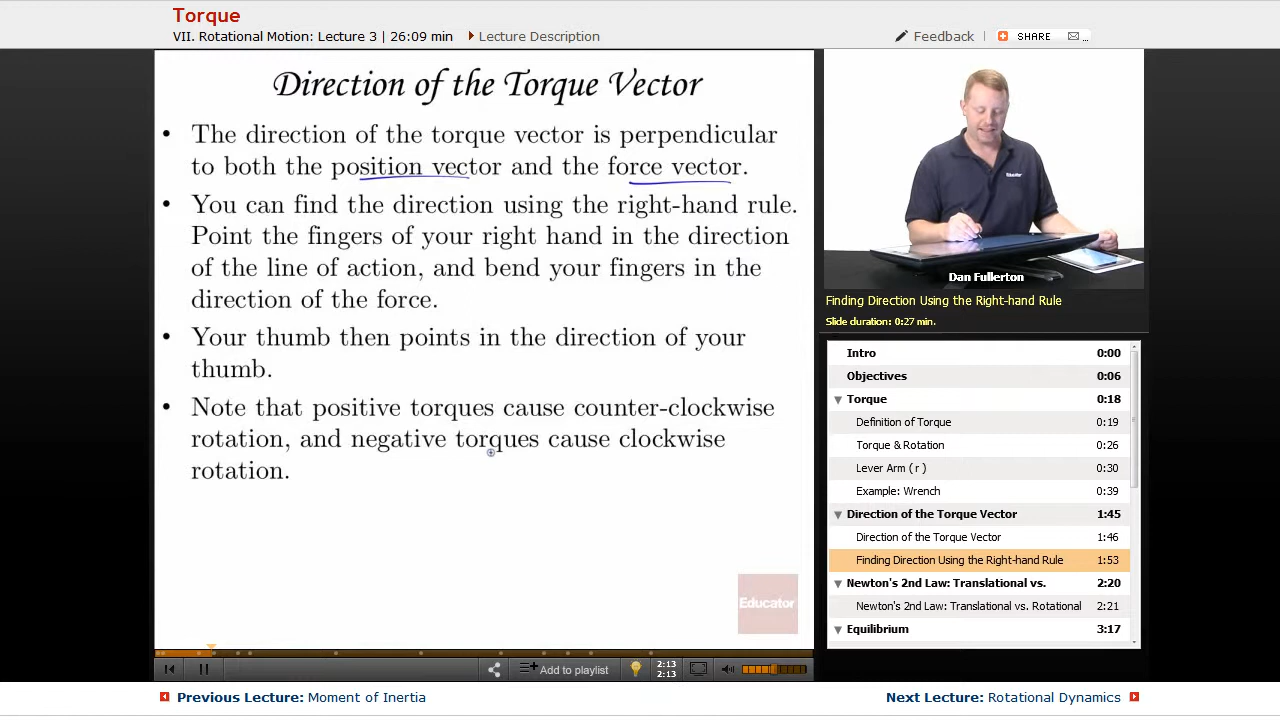 Torque
VII. Rotational Motion: Lecture 3 | 26:09 min
Lecture Description
Feedback
SHARE
Direction of the Torque Vector
• The direction of the torque vector is perpendicular
to both the position vector and the force vector.
• You can find the direction using the right-hand rule.
Point the fingers of your right hand in the direction
of the line of action, and bend your fingers in the
direction of the force.
• Your thumb then points in the direction of your
thumb.
• Note that positive torques cause counter-clockwise
rotation, and negative torques cause clockwise
rotation.
Educator
Educator
Dan Fullerton
Finding Direction Using the Right-hand Rule
Slide duration: 0:27 min.
Intro 0:00
Objectives 0:06
Torque 0:18
Definition of Torque 0:19
Torque & Rotation 0:26
Lever Arm ( r ) 0:30
Example: Wrench 0:39
Direction of the Torque Vector 1:45
Direction of the Torque Vector 1:46
Finding Direction Using the Right-hand Rule 1:53
Newton's 2nd Law: Translational vs. 2:20
Newton's 2nd Law: Translational vs. Rotational 2:21
Equilibrium 3:17
Add to playlist
2:13
2:13
Previous Lecture: Moment of Inertia
Next Lecture: Rotational Dynamics